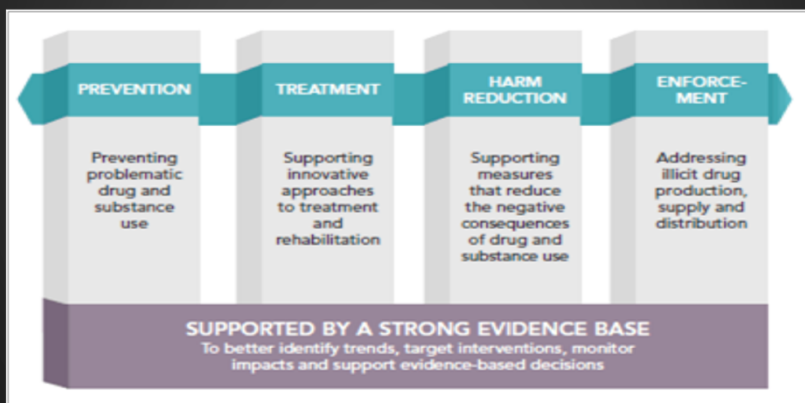 PREVENTION
Preventing
problematic
drug and
substance
use
TREATMENT
Supporting
innovative
approaches
to treatment
and
rehabilitation
HARM
REDUCTION
Supporting
measures
that reduce
the negative
consequences
of drug and
substance use
ENFORCE-
MENT
Addressing
illicit drug
production,
supply and
distribution
SUPPORTED BY A STRONG EVIDENCE BASE
To better identify trends, target interventions, monitor
impacts and support evidence-based decisions